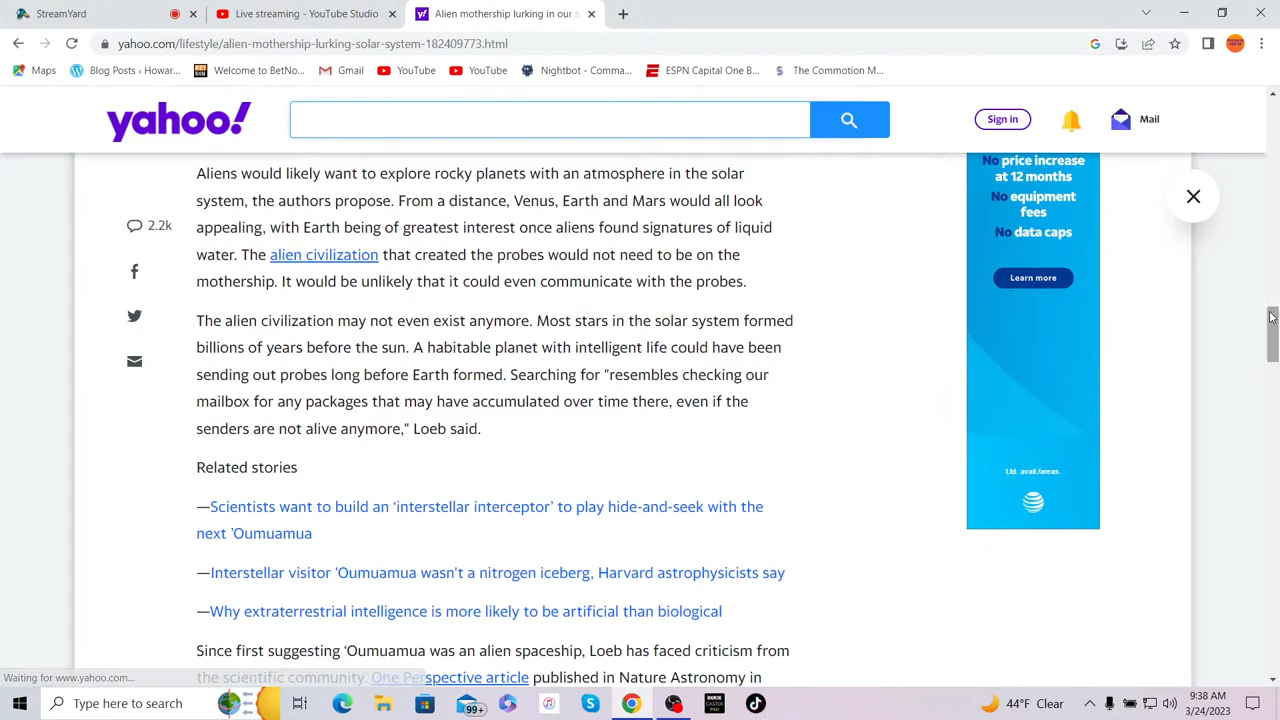 StreamYard
Live streaming - YouTube Studio
Alien mothership lurking in our s
yahoo.com/lifestyle/alien-mothership-lurking-solar-system-182409773.html
Maps
Blog Posts ‹ Howar...
Welcome to BetNo...
Gmail
YouTube
YouTube
Nightbot - Comma...
ESPN Capital One B...
The Commotion M...
yahoo!
Sign in
Mail
Aliens would likely want to explore rocky planets with an atmosphere in the solar
system, the authors propose. From a distance, Venus, Earth and Mars would all look
appealing, with Earth being of greatest interest once aliens found signatures of liquid
water. The alien civilization that created the probes would not need to be on the
mothership. It would be unlikely that it could even communicate with the probes.
2.2k
The alien civilization may not even exist anymore. Most stars in the solar system formed
billions of years before the sun. A habitable planet with intelligent life could have been
sending out probes long before Earth formed. Searching for "resembles checking our
mailbox for any packages that may have accumulated over time there, even if the
senders are not alive anymore," Loeb said.
Related stories
—Scientists want to build an ‘interstellar interceptor’ to play hide-and-seek with the
next ’Oumuamua
—Interstellar visitor ’Oumuamua wasn't a nitrogen iceberg, Harvard astrophysicists say
—Why extraterrestrial intelligence is more likely to be artificial than biological
Since first suggesting ‘Oumuamua was an alien spaceship, Loeb has faced criticism from
the scientific community. One Perspective article published in Nature Astronomy in
No price increase
at 12 months
No equipment
fees
No data caps
Learn more
Ltd. avail./areas.
Waiting for www.yahoo.com...
Type here to search
99+
44°F Clear
9:38 AM
3/24/2023